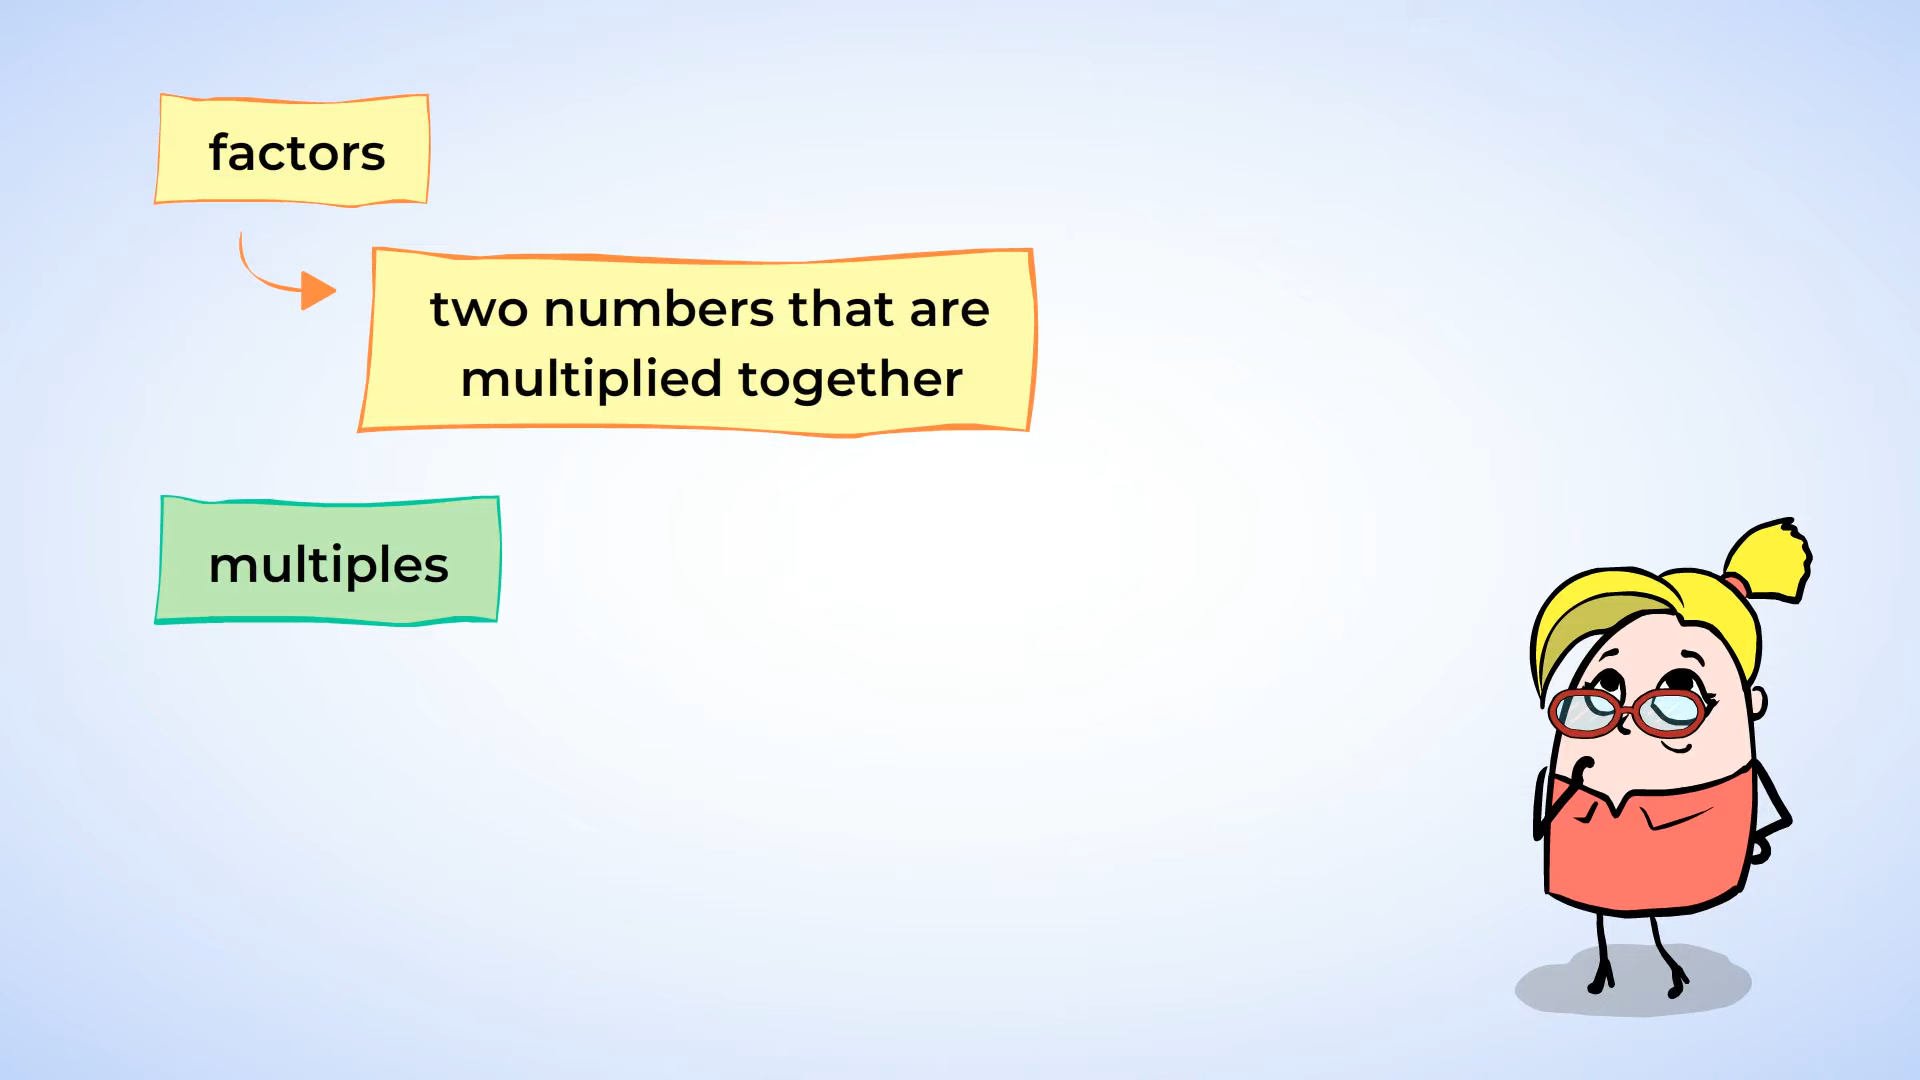 factors
two numbers that are
multiplied together
multiples